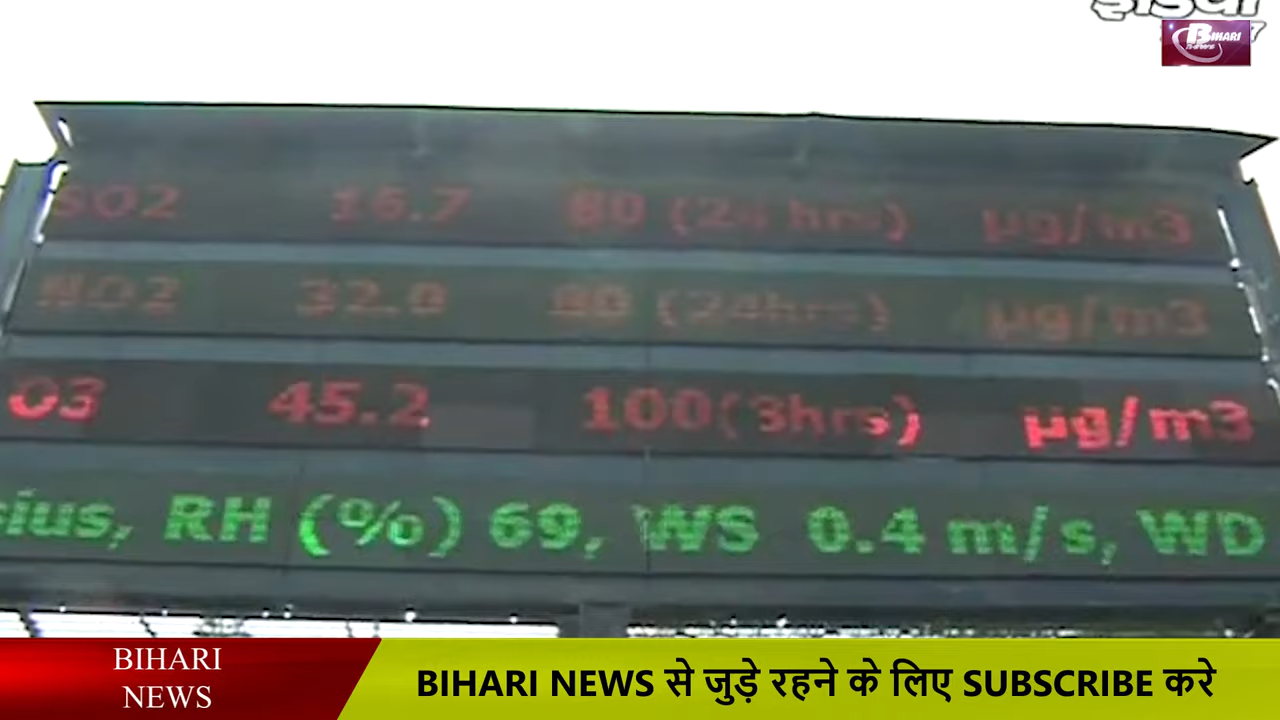 BIHARI
SO2 16.7 80 (24 hrs) µg/m3
NO2 32.8 80 (24hrs) µg/m3
O3 45.2 100(3hrs) µg/m3
sius, RH (%) 69, WS 0.4 m/s, WD
BIHARI
NEWS
BIHARI NEWS से जुड़े रहने के लिए SUBSCRIBE करे